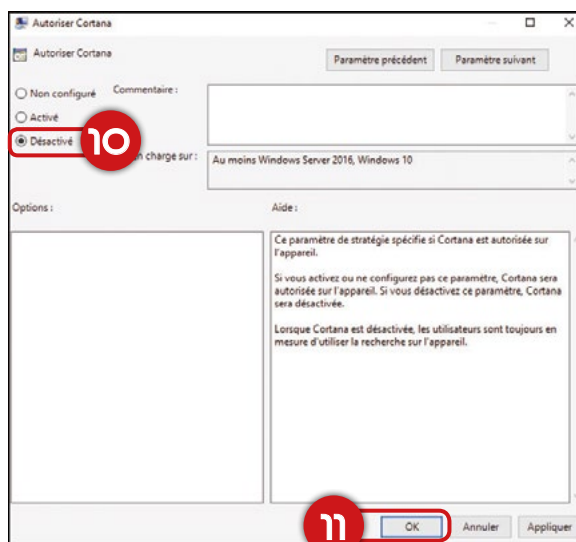 Autoriser Cortana
Autoriser Cortana
Paramètre précédent
Paramètre suivant
Non configuré
Commentaire :
Activé
Désactivé
10
n charge sur :
Au moins Windows Server 2016, Windows 10
Options :
Aide :
Ce paramètre de stratégie spécifie si Cortana est autorisée sur
l'appareil.
Si vous activez ou ne configurez pas ce paramètre, Cortana sera
autorisée sur l'appareil. Si vous désactivez ce paramètre, Cortana
sera désactivée.
Lorsque Cortana est désactivée, les utilisateurs sont toujours en
mesure d'utiliser la recherche sur l'appareil.
11
OK
Annuler
Appliquer